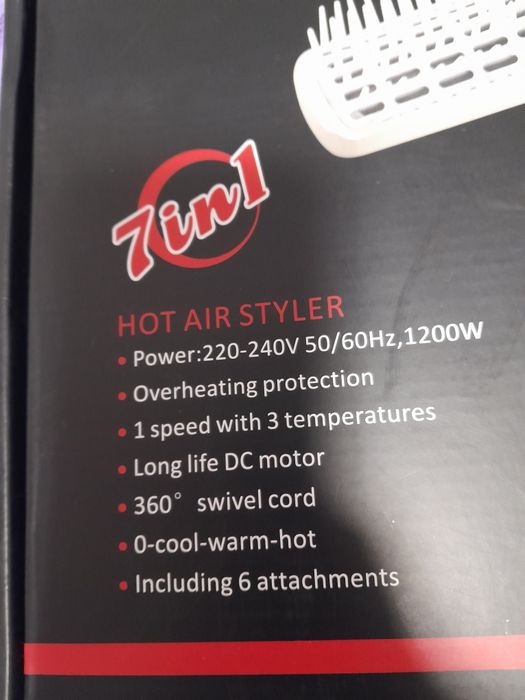 7in1
HOT AIR STYLER
• Power:220-240V 50/60Hz,1200W
• Overheating protection
• 1 speed with 3 temperatures
• Long life DC motor
• 360° swivel cord
• 0-cool-warm-hot
• Including 6 attachments